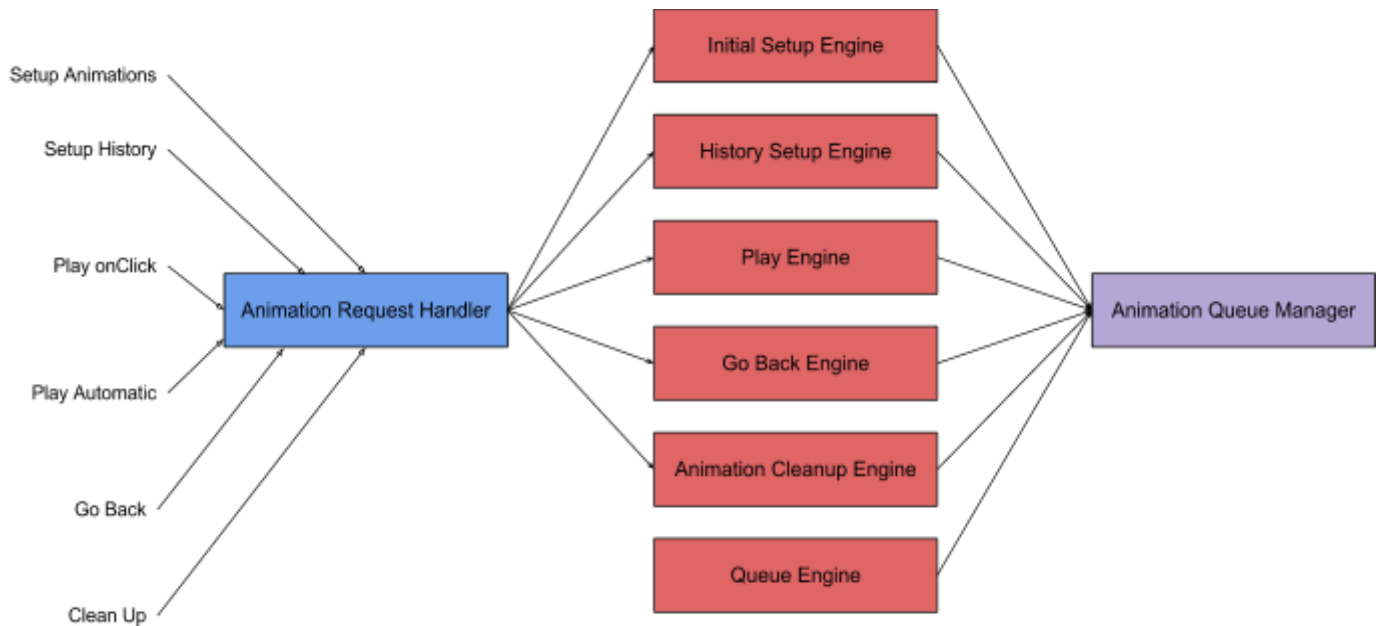 Setup Animations
Setup History
Play onClick
Play Automatic
Go Back
Clean Up
Animation Request Handler
Initial Setup Engine
History Setup Engine
Play Engine
Go Back Engine
Animation Cleanup Engine
Queue Engine
Animation Queue Manager